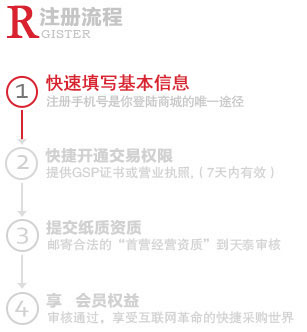 R注册流程
GISTER
1 快速填写基本信息
注册手机号是你登陆商城的唯一途径
2 快捷开通交易权限
提供GSP证书或营业执照,（7天内有效）
3 提交纸质资质
邮寄合法的“首营经营资质”到天泰审核
4 享 会员权益
审核通过，享受互联网革命的快捷采购世界